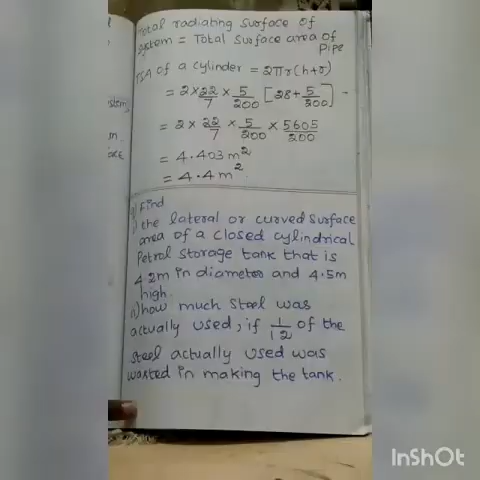 Total radiating surface of
system = Total surface area of
Pipe
TSA of a cylinder = 2πr(h+r)
= 2 × 22/7 × 5/200 [28 + 5/200] -
= 2 × 22/7 × 5/200 × 5605/200
= 4.403 m²
= 4.4 m²
9) Find
i) the lateral or curved surface
area of a closed cylindrical
Petrol storage tank that is
4.2m in diameter and 4.5m
high.
ii) how much steel was
actually used, if 1/12 of the
steel actually used was
wasted in making the tank.
InShOt